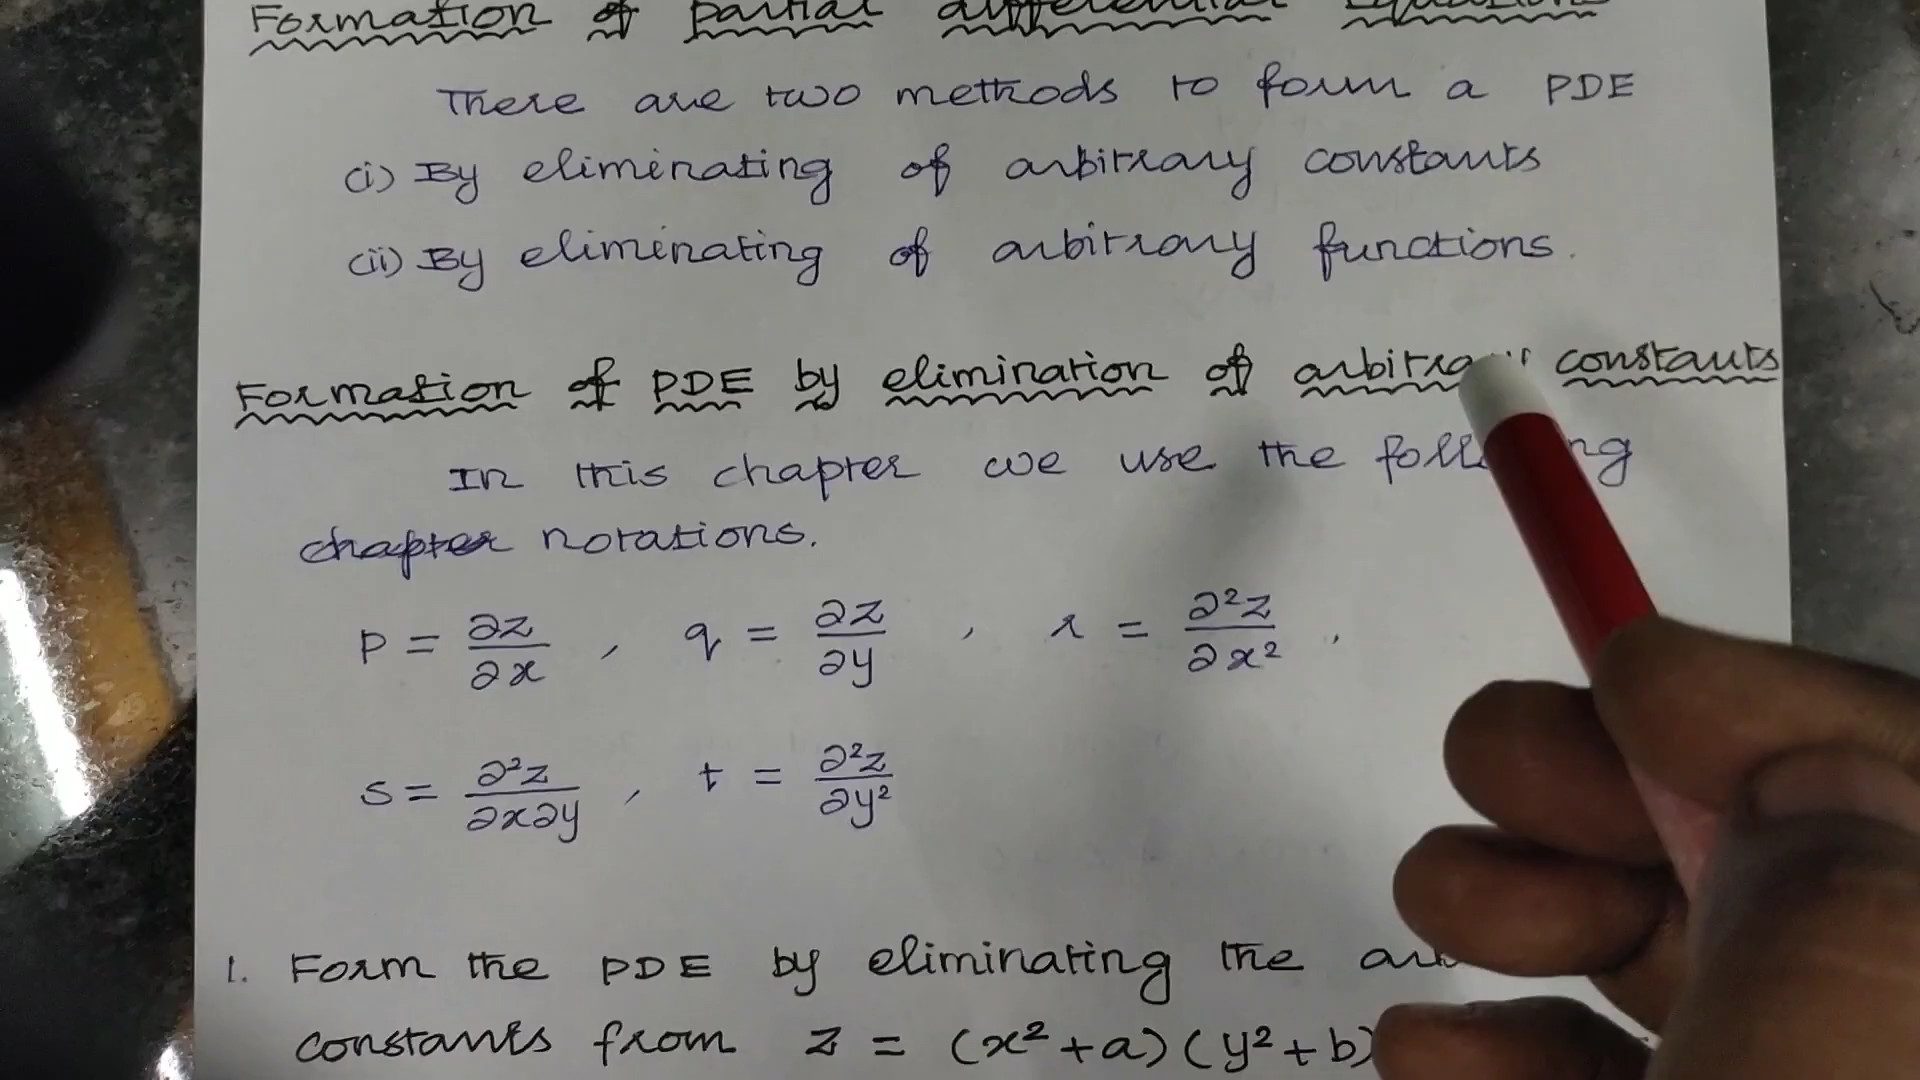 Formation of partial differential Equations
There are two methods to form a PDE
(i) By eliminating of arbitrary constants
(ii) By eliminating of arbitrary functions.
Formation of PDE by elimination of arbitrary constants
In this chapter we use the
chapter notations.
p = ∂z/∂x , q = ∂z/∂y , r = ∂²z/∂x² ,
s = ∂²z/∂x∂y , t = ∂²z/∂y²
1. Form the PDE by eliminating the
constants from z = (x²+a)(y²+b)